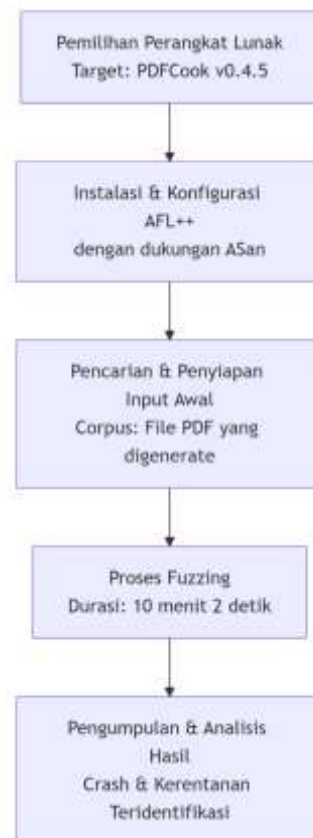 Pemilihan Perangkat Lunak
Target: PDFCook v0.4.5
Instalasi & Konfigurasi
AFL++
dengan dukungan ASan
Pencarian & Penyiapan
Input Awal
Corpus: File PDF yang
digenerate
Proses Fuzzing
Durasi: 10 menit 2 detik
Pengumpulan & Analisis
Hasil
Crash & Kerentanan
Teridentifikasi